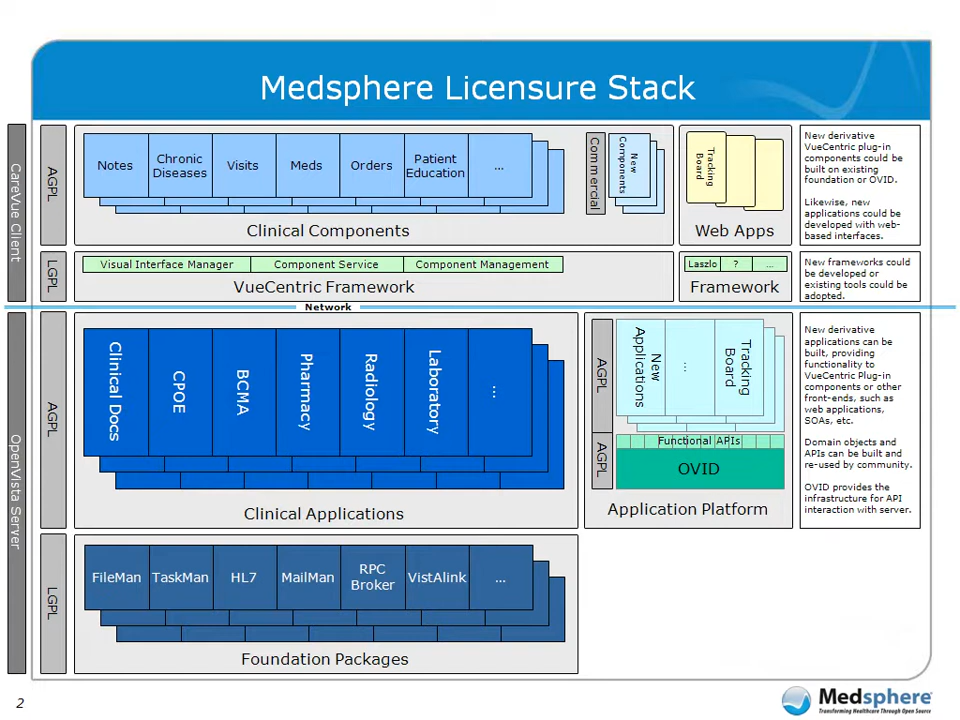 Medsphere Licensure Stack
CareVue Client
AGPL
Notes
Chronic
Diseases
Visits
Meds
Orders
Patient
Education
...
Clinical Components
Commercial
New
Components
Tracking
Board
Web Apps
New derivative
VueCentric plug-in
components could be
built on existing
foundation or OVID.
Likewise, new
applications could be
developed with web-
based interfaces.
LGPL
Visual Interface Manager
Component Service
Component Management
VueCentric Framework
Laszlo
?
...
Framework
New frameworks could
be developed or
existing tools could be
adopted.
Network
OpenVista Server
AGPL
Clinical Docs
CPOE
BCMA
Pharmacy
Radiology
Laboratory
...
Clinical Applications
AGPL
New
Applications
...
Tracking
Board
AGPL
Functional APIs
OVID
Application Platform
New derivative
applications can be
built, providing
functionality to
VueCentric Plug-in
components or other
front-ends, such as
web applications,
SOAs, etc.
Domain objects and
APIs can be built and
re-used by community.
OVID provides the
infrastructure for API
interaction with server.
LGPL
FileMan
TaskMan
HL7
MailMan
RPC
Broker
VistAlink
...
Foundation Packages
2
Medsphere
Transforming Healthcare Through Open Source